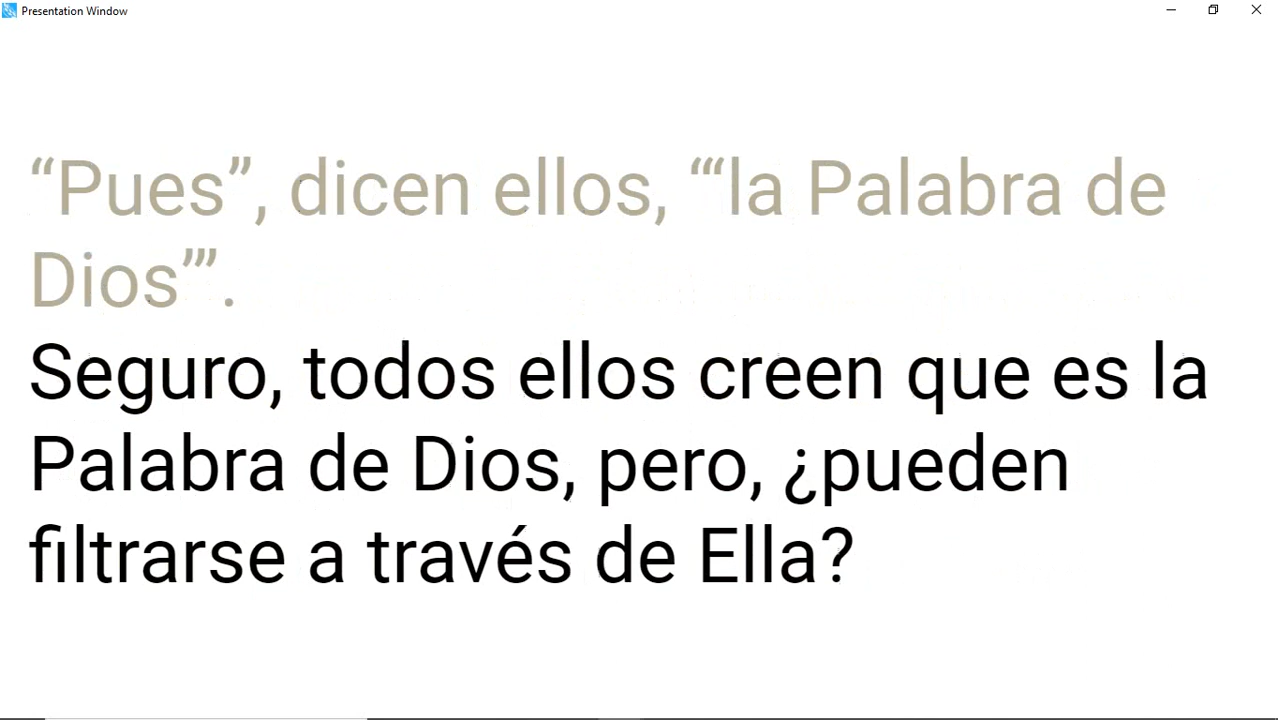 Presentation Window
“Pues”, dicen ellos, “‘la Palabra de
Dios’”.
Seguro, todos ellos creen que es la
Palabra de Dios, pero, ¿pueden
filtrarse a través de Ella?